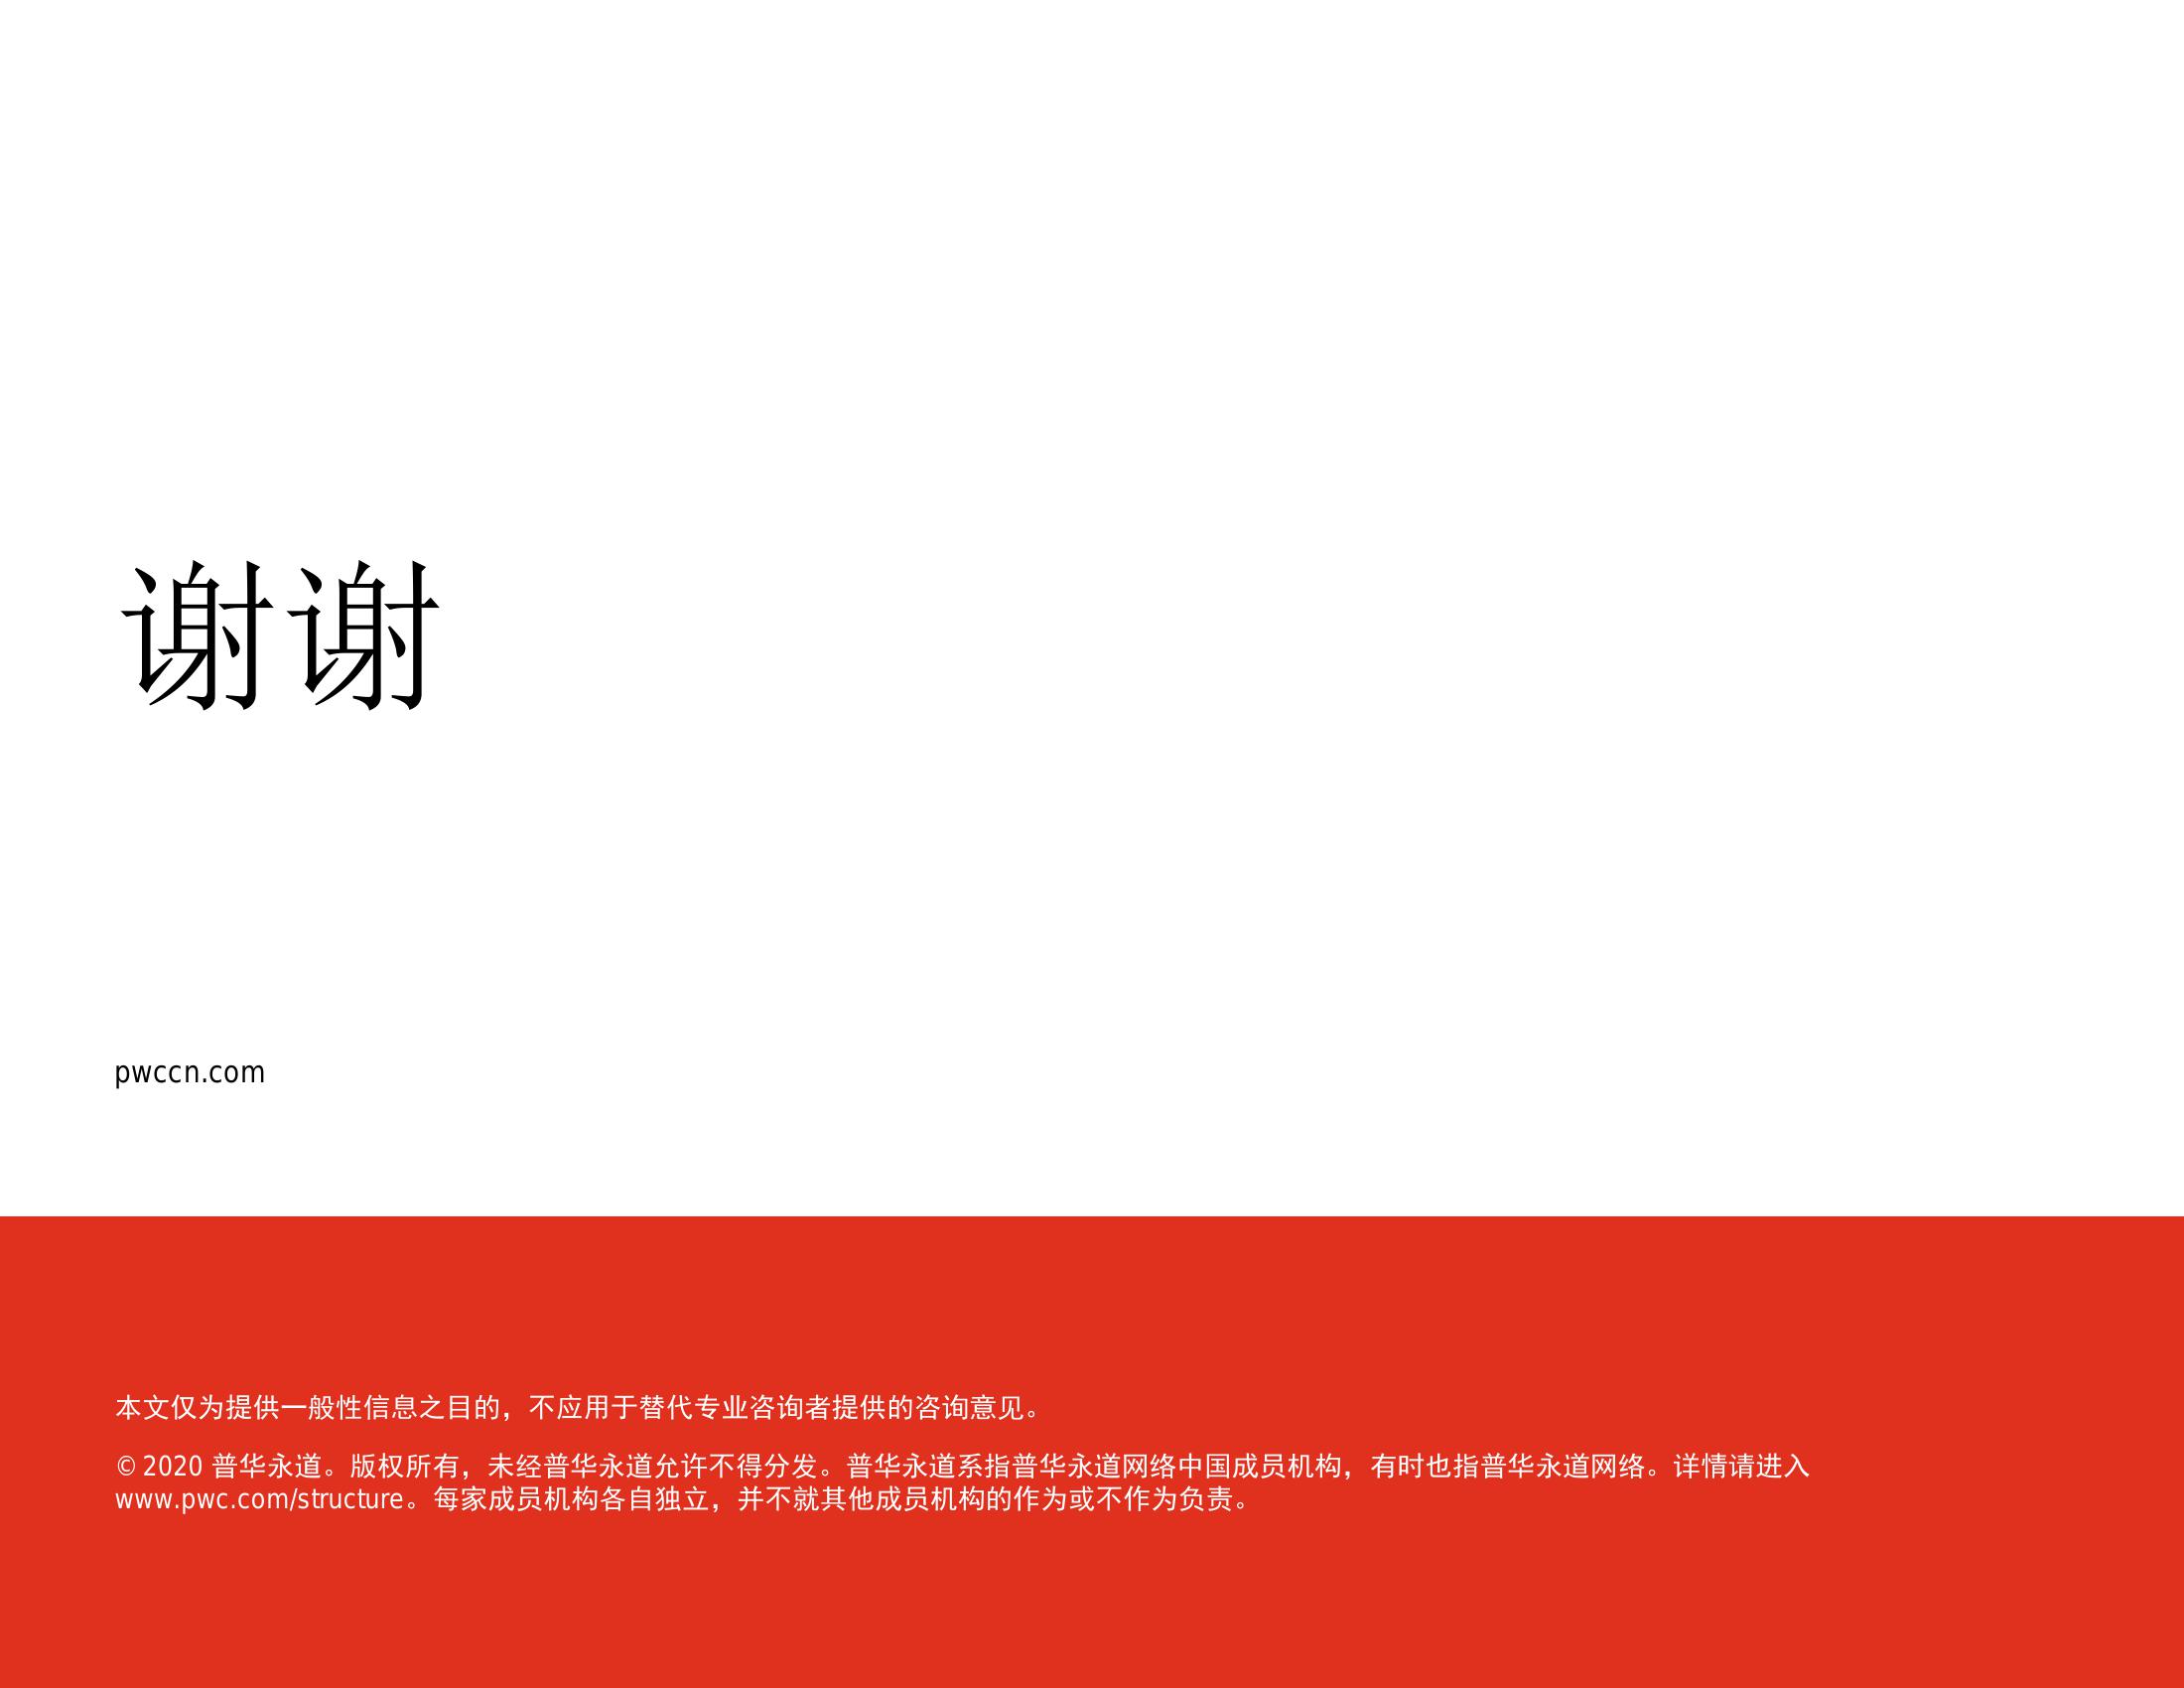 谢谢
pwccn.com
本文仅为提供一般性信息之目的，不应用于替代专业咨询者提供的咨询意见。
© 2020 普华永道。版权所有，未经普华永道允许不得分发。普华永道系指普华永道网络中国成员机构，有时也指普华永道网络。详情请进入
www.pwc.com/structure。每家成员机构各自独立，并不就其他成员机构的作为或不作为负责。